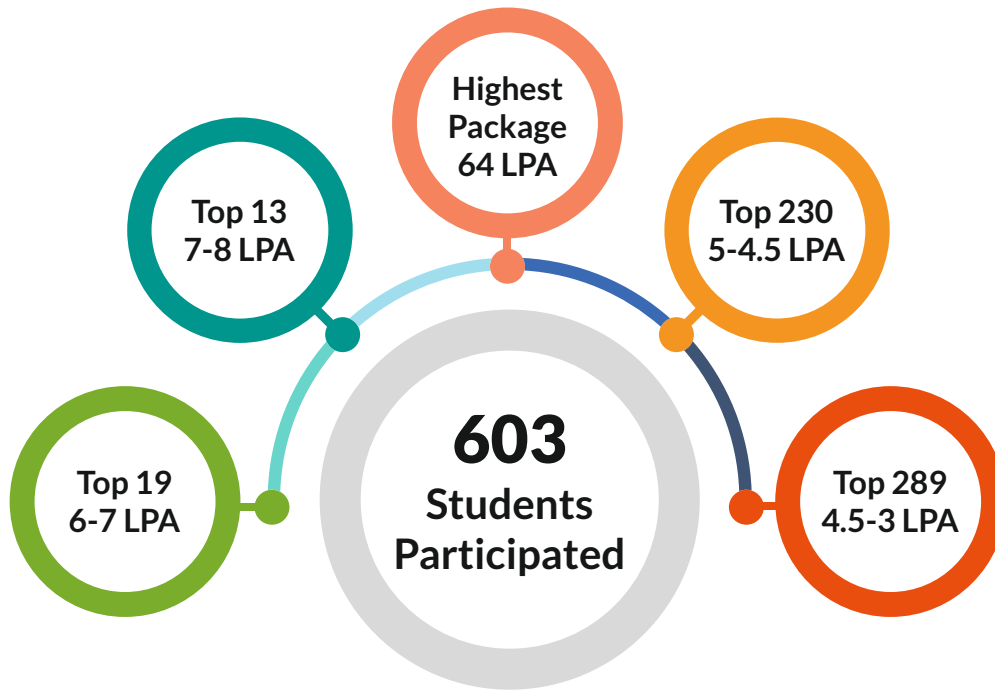 Highest
Package
64 LPA
Top 13
7-8 LPA
Top 230
5-4.5 LPA
Top 19
6-7 LPA
603
Students
Participated
Top 289
4.5-3 LPA